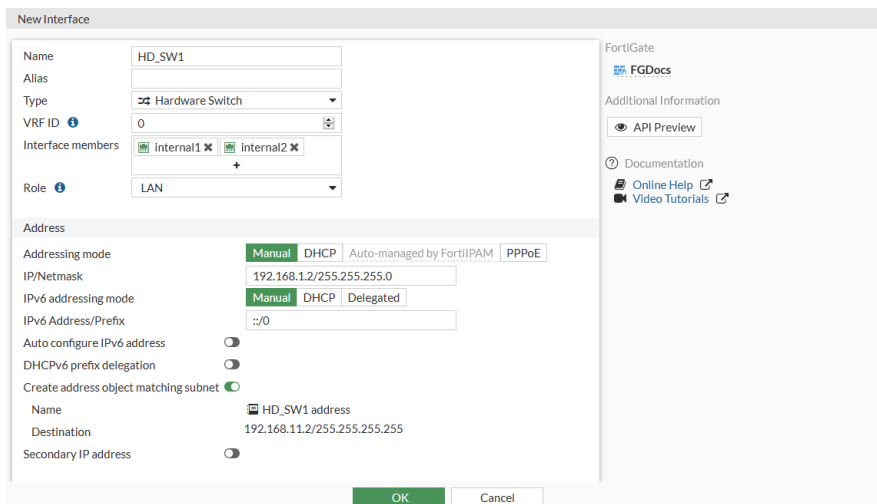 New Interface
Name HD_SW1
Alias
Type Hardware Switch
VRF ID 0
Interface members internal1 internal2
+
Role LAN
Address
Addressing mode Manual DHCP Auto-managed by FortiIPAM PPPoE
IP/Netmask 192.168.1.2/255.255.255.0
IPv6 addressing mode Manual DHCP Delegated
IPv6 Address/Prefix ::/0
Auto configure IPv6 address
DHCPv6 prefix delegation
Create address object matching subnet
Name HD_SW1 address
Destination 192.168.11.2/255.255.255.255
Secondary IP address
OK Cancel
FortiGate
FGDocs
Additional Information
API Preview
Documentation
Online Help
Video Tutorials